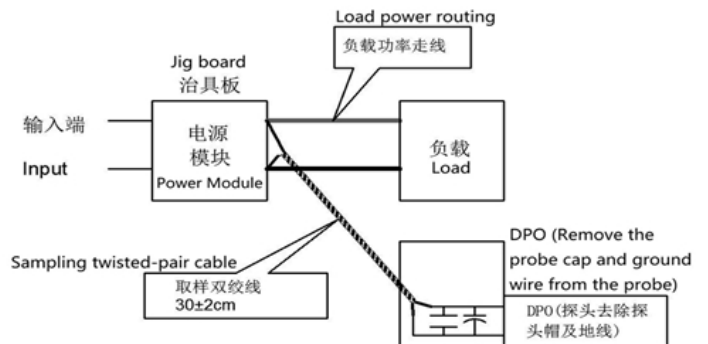 Load power routing
负载功率走线
Jig board
治具板
输入端
Input
电源
模块
Power Module
负载
Load
Sampling twisted-pair cable
取样双绞线
30±2cm
DPO (Remove the
probe cap and ground
wire from the probe)
DPO(探头去除探
头帽及地线)